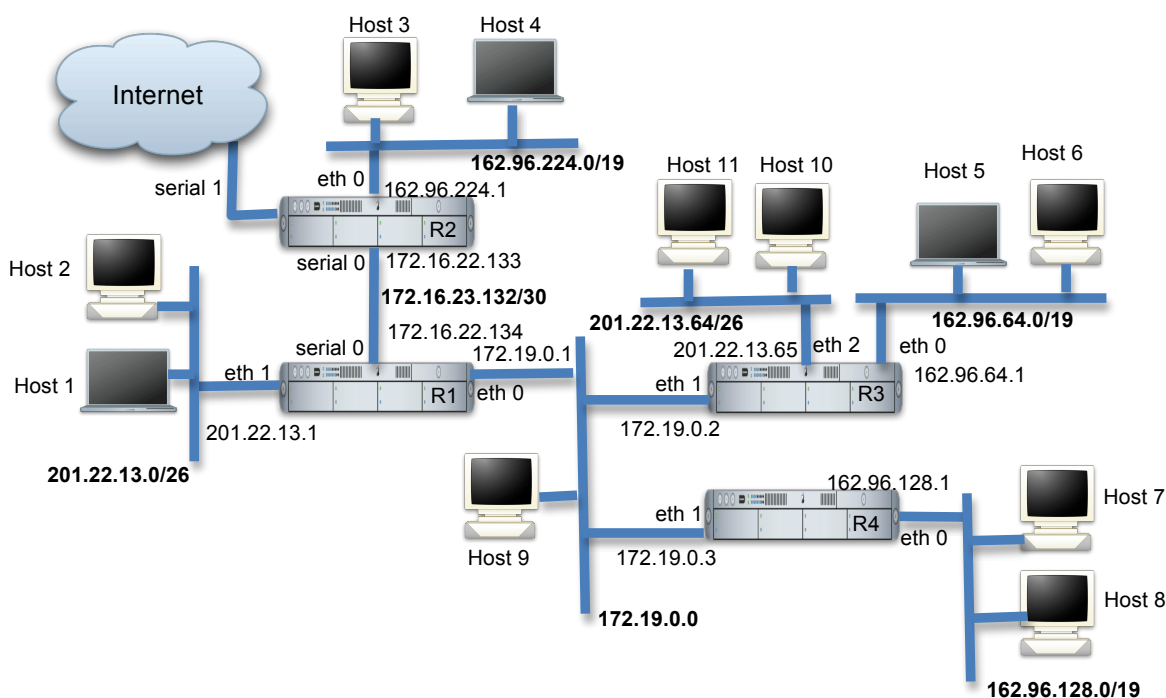 Host 3
Host 4
Internet
162.96.224.0/19
Host 11
Host 10
Host 5
Host 6
serial 1
eth 0
162.96.224.1
R2
Host 2
serial 0
172.16.22.133
172.16.23.132/30
201.22.13.64/26
162.96.64.0/19
172.16.22.134
serial 0
172.19.0.1
201.22.13.65
eth 2
eth 0
Host 1
eth 1
R1
eth 0
eth 1
R3
162.96.64.1
201.22.13.1
172.19.0.2
201.22.13.0/26
162.96.128.1
Host 7
eth 1
R4
eth 0
Host 9
172.19.0.3
Host 8
172.19.0.0
162.96.128.0/19